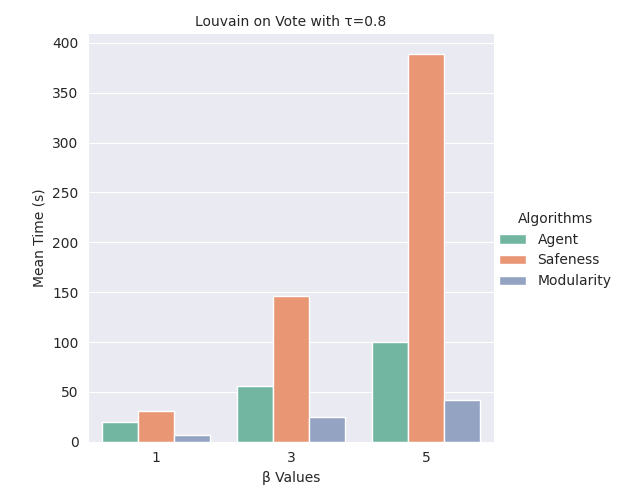 Louvain on Vote with τ=0.8
400
350
300
250
200
150
100
50
0
Mean Time (s)
1
3
5
β Values
Algorithms
Agent
Safeness
Modularity